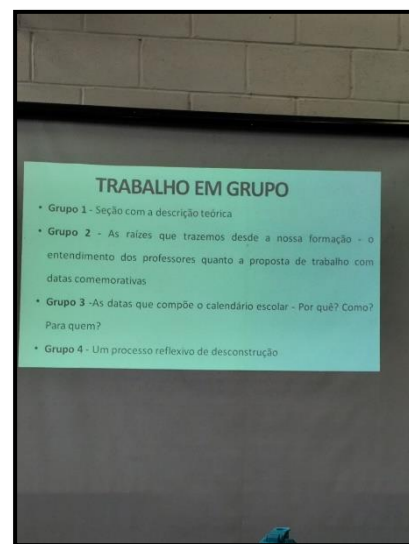 TRABALHO EM GRUPO
• Grupo 1 - Seção com a descrição teórica
• Grupo 2 - As raízes que trazemos desde a nossa formação - o
entendimento dos professores quanto a proposta de trabalho com
datas comemorativas
• Grupo 3 -As datas que compõe o calendário escolar - Por quê? Como?
Para quem?
• Grupo 4 - Um processo reflexivo de desconstrução